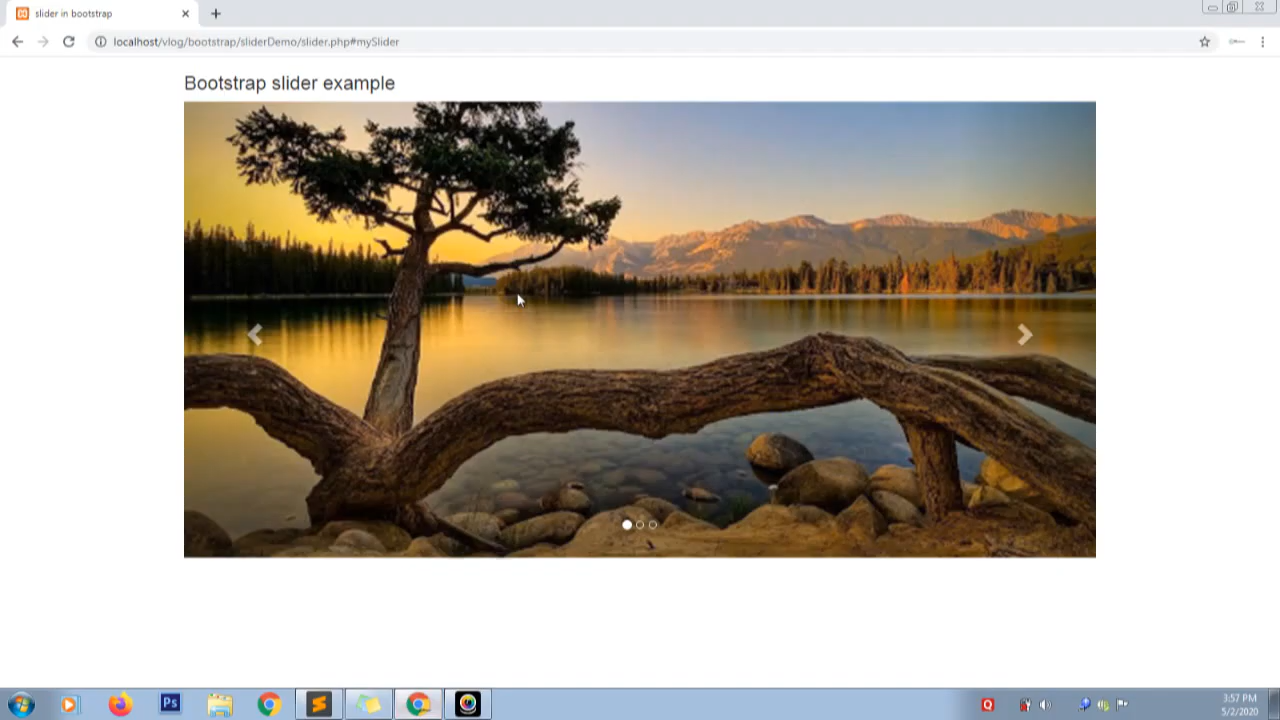 slider in bootstrap
localhost/vlog/bootstrap/sliderDemo/slider.php#mySlider
Bootstrap slider example
Ps
Q
3:57 PM
5/2/2020